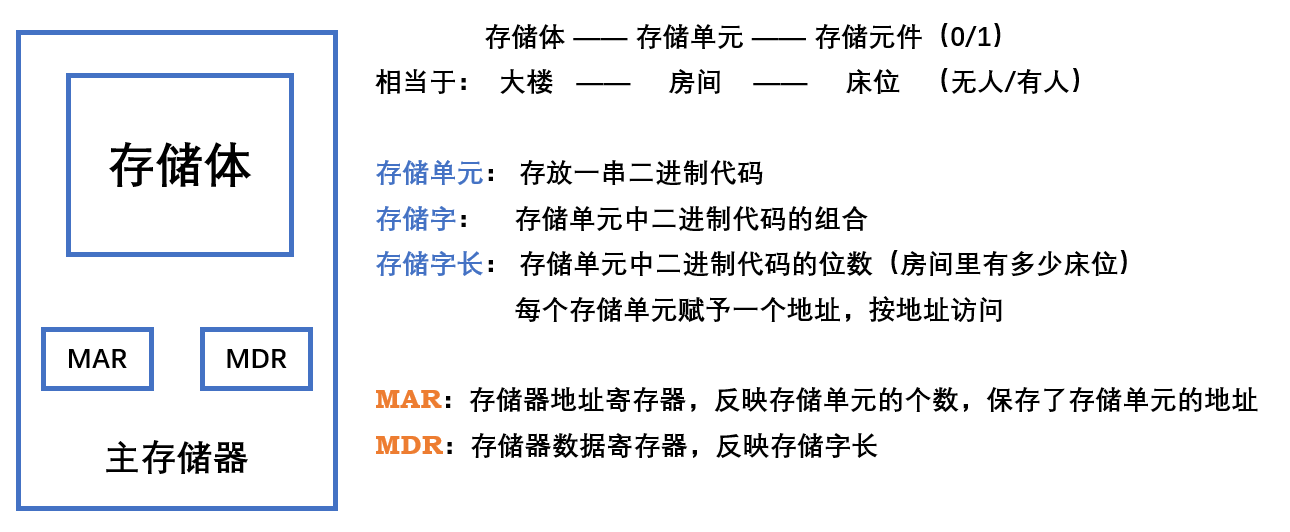 存储体
MAR
MDR
主存储器
存储体 —— 存储单元 —— 存储元件（0/1）
相当于： 大楼 —— 房间 —— 床位 （无人/有人）
存储单元： 存放一串二进制代码
存储字： 存储单元中二进制代码的组合
存储字长： 存储单元中二进制代码的位数（房间里有多少床位）
每个存储单元赋予一个地址，按地址访问
MAR：存储器地址寄存器，反映存储单元的个数，保存了存储单元的地址
MDR：存储器数据寄存器，反映存储字长